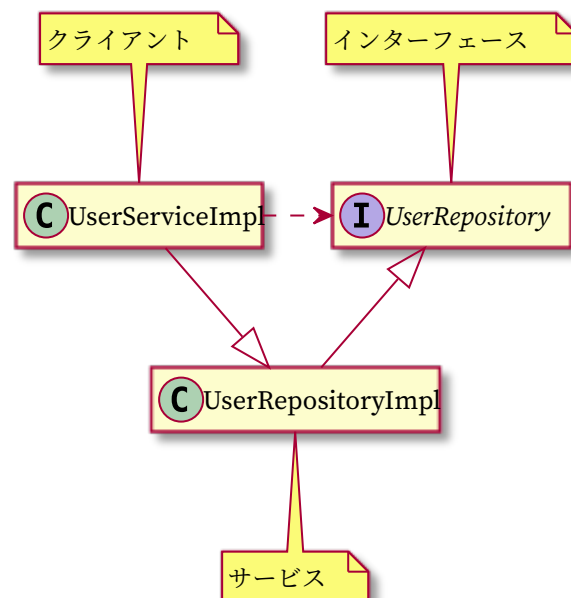 クライアント
インターフェース
C UserServiceImpl
I UserRepository
C UserRepositoryImpl
サービス